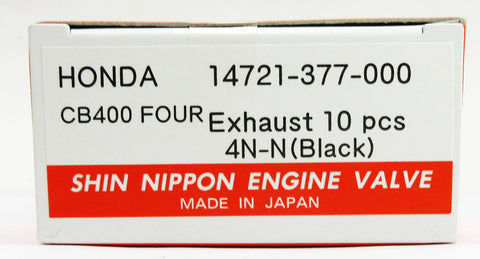 HONDA 14721-377-000
CB400 FOUR Exhaust 10 pcs
4N-N(Black)
SHIN NIPPON ENGINE VALVE
MADE IN JAPAN